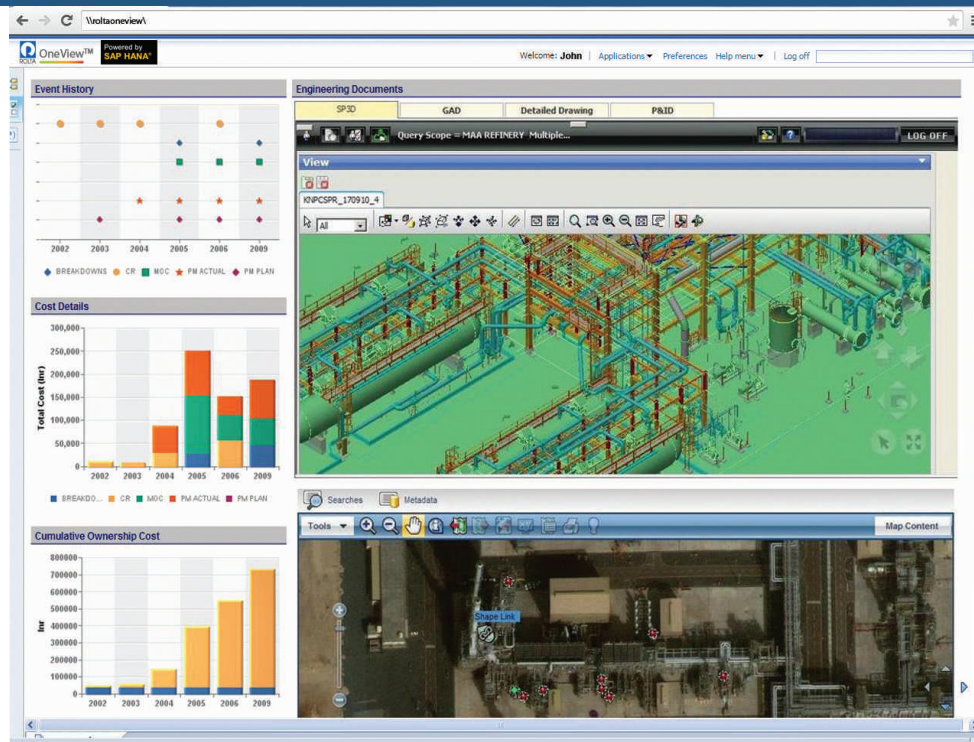 \\roltaoneview\
ROLTA OneView™ Powered by SAP HANA®
Welcome: John | Applications Preferences Help menu | Log off
Event History
2002 2003 2004 2005 2006 2009
BREAKDOWNS CR MOC PM ACTUAL PM PLAN
Cost Details
Total Cost (Inr)
300,000
250,000
200,000
150,000
100,000
50,000
0
2002 2003 2004 2005 2006 2009
BREAKDO... CR MOC PM ACTUAL PM PLAN
Cumulative Ownership Cost
Inr
800000
700000
600000
500000
400000
300000
200000
100000
0
2002 2003 2004 2005 2006 2009
Engineering Documents
SP3D GAD Detailed Drawing P&ID
Query Scope = MAA REFINERY Multiple... LOG OFF
View
KNPCSPR_170910_4
All
Searches Metadata
Tools Map Content
Shape Link